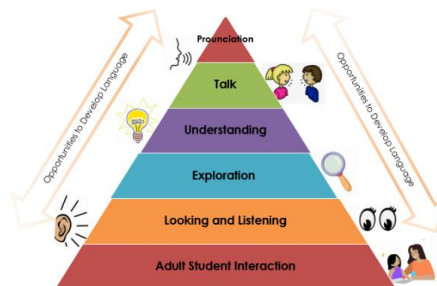 Prounciation
Talk
Understanding
Exploration
Looking and Listening
Adult Student Interaction
Opportunities to Develop Language
Opportunities to Develop Language